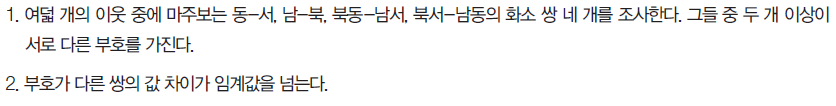 1. 여덟 개의 이웃 중에 마주보는 동-서, 남-북, 북동-남서, 북서-남동의 화소 쌍 네 개를 조사한다. 그들 중 두 개 이상이
서로 다른 부호를 가진다.
2. 부호가 다른 쌍의 값 차이가 임계값을 넘는다.